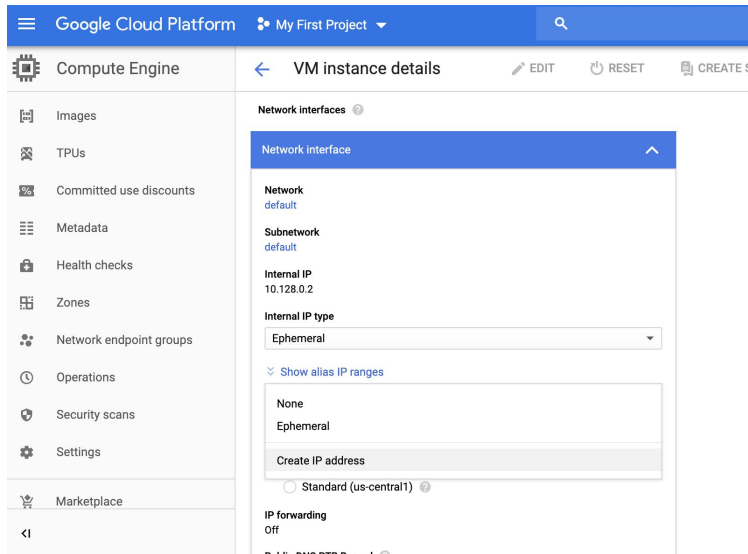 Google Cloud Platform
My First Project
Compute Engine
VM instance details
EDIT
RESET
CREATE
Images
TPUs
Committed use discounts
Metadata
Health checks
Zones
Network endpoint groups
Operations
Security scans
Settings
Marketplace
Network interfaces
Network interface
Network
default
Subnetwork
default
Internal IP
10.128.0.2
Internal IP type
Ephemeral
Show alias IP ranges
None
Ephemeral
Create IP address
Standard (us-central1)
IP forwarding
Off